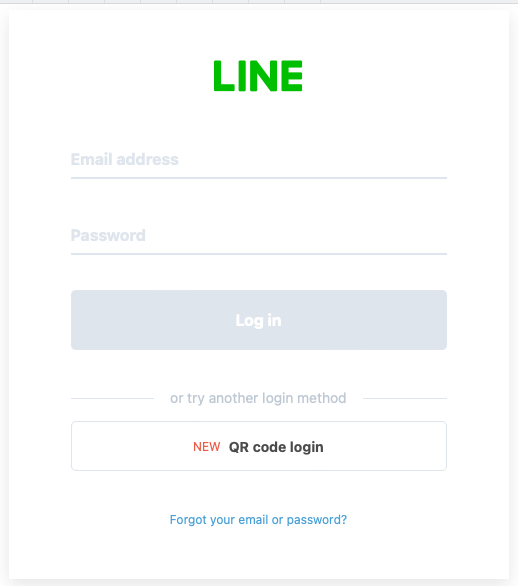 LINE
Email address
Password
Log in
or try another login method
NEW QR code login
Forgot your email or password?